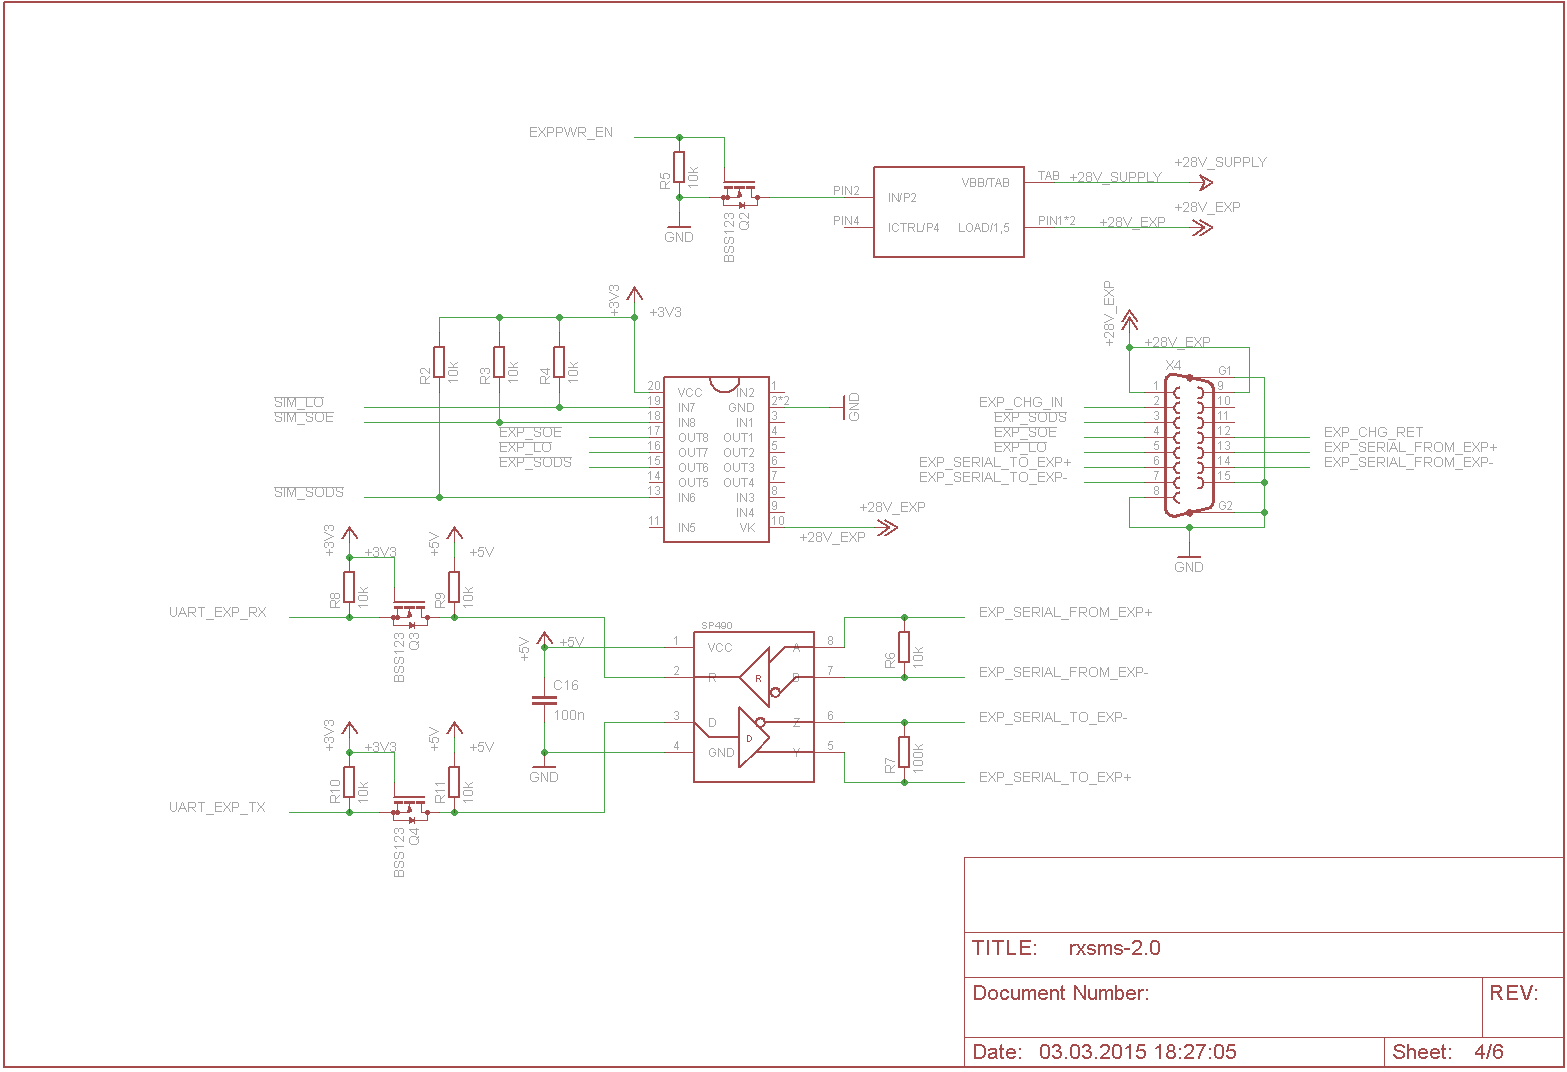 EXPPWR_EN
R5
10k
GND
BSS123
Q2
PIN2
PIN4
IN/P2
ICTRL/P4
VBB/TAB
LOAD/1,5
TAB
+28V_SUPPLY
+28V_SUPPLY
PIN1*2
+28V_EXP
+28V_EXP
+3V3
+3V3
R2
10k
R3
10k
R4
10k
SIM_LO
SIM_SOE
EXP_SOE
EXP_LO
EXP_SODS
SIM_SODS
20 VCC IN2 1
19 IN7 GND 2*2
18 IN8 IN1 3
17 OUT8 OUT1 4
16 OUT7 OUT2 5
15 OUT6 OUT3 6
14 OUT5 OUT4 7
13 IN6 IN3 8
IN4 9
11 IN5 VK 10
GND
+28V_EXP
+28V_EXP
+28V_EXP
+28V_EXP
X4
G1
1 9
2 10
3 11
4 12
5 13
6 14
7 15
8
G2
EXP_CHG_IN
EXP_SODS
EXP_SOE
EXP_LO
EXP_SERIAL_TO_EXP+
EXP_SERIAL_TO_EXP-
EXP_CHG_RET
EXP_SERIAL_FROM_EXP+
EXP_SERIAL_FROM_EXP-
GND
+3V3
+3V3
+5V
+5V
R8
10k
R9
10k
UART_EXP_RX
BSS123
Q3
+5V
+5V
C16
100n
GND
SP490
1 VCC A 8
2 R R B 7
3 D Z 6
4 GND D Y 5
R6
10k
R7
100k
EXP_SERIAL_FROM_EXP+
EXP_SERIAL_FROM_EXP-
EXP_SERIAL_TO_EXP-
EXP_SERIAL_TO_EXP+
+3V3
+3V3
+5V
+5V
R10
10k
R11
10k
UART_EXP_TX
BSS123
Q4
TITLE: rxsms-2.0
Document Number:
REV:
Date: 03.03.2015 18:27:05
Sheet: 4/6